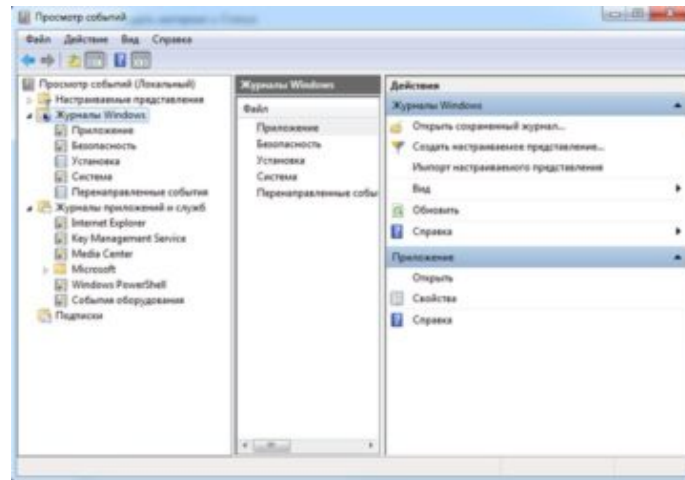 Просмотр событий
Файл Действие Вид Справка
Просмотр событий (Локальный)
Настраиваемые представления
Журналы Windows
Приложение
Безопасность
Установка
Система
Перенаправленные события
Журналы приложений и служб
Internet Explorer
Key Management Service
Media Center
Microsoft
Windows PowerShell
События оборудования
Подписки
Журналы Windows
Файл
Приложение
Безопасность
Установка
Система
Перенаправленные собы
Действия
Журналы Windows
Открыть сохраненный журнал...
Создать настраиваемое представление...
Импорт настраиваемого представления
Вид
Обновить
Справка
Приложение
Открыть
Свойства
Справка